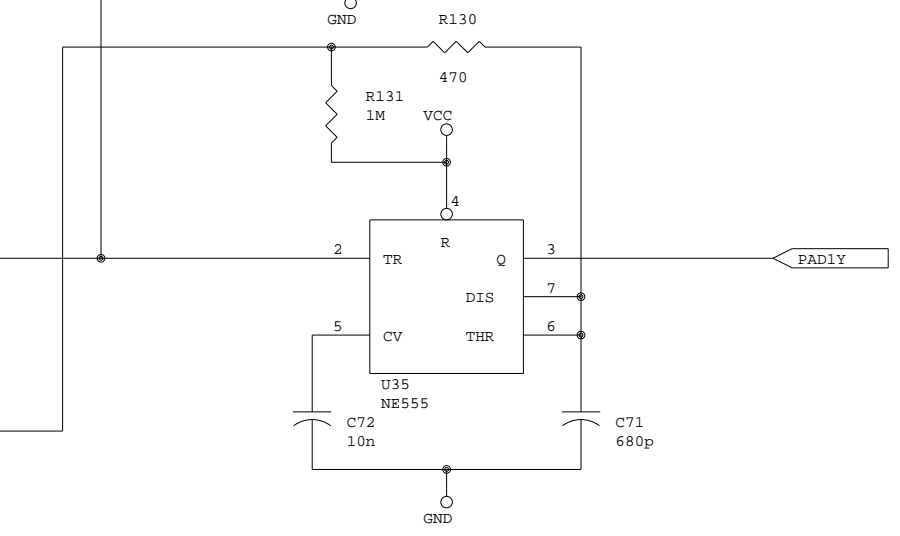 GND
R130
470
R131
1M
VCC
4
R
2
TR
Q
3
PAD1Y
DIS
7
5
CV
THR
6
U35
NE555
C72
10n
C71
680p
GND